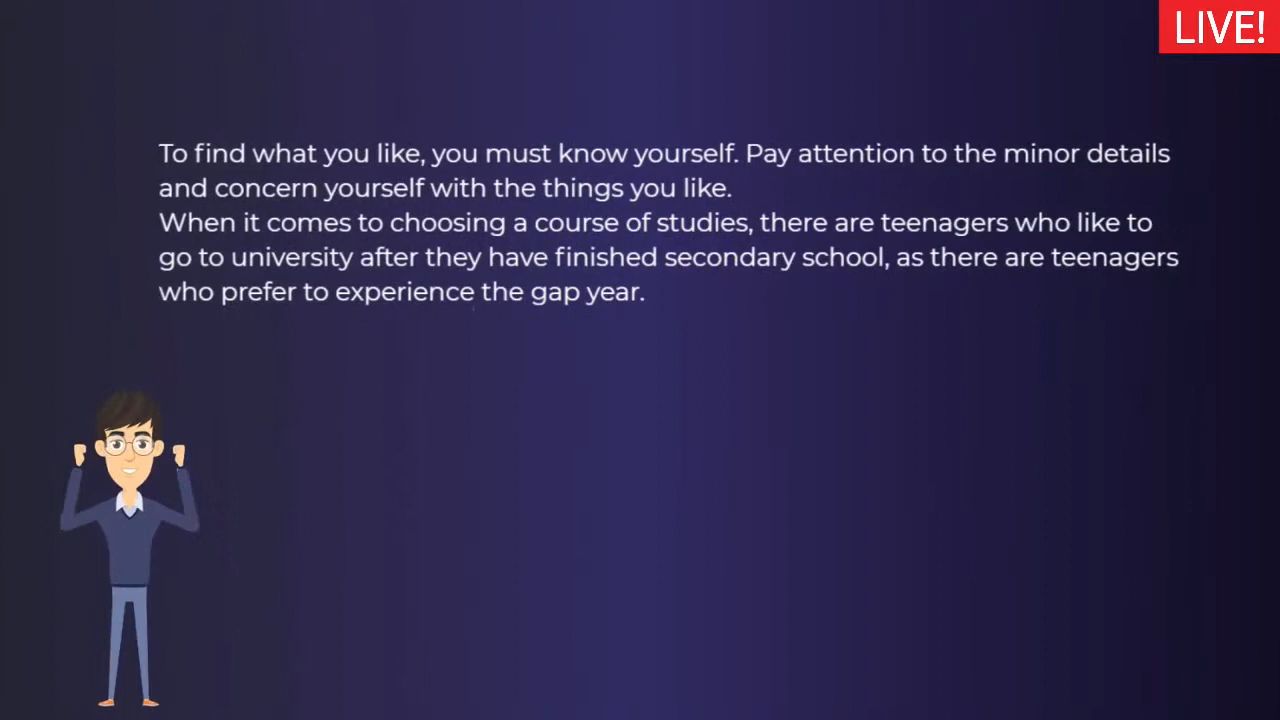 LIVE!
To find what you like, you must know yourself. Pay attention to the minor details
and concern yourself with the things you like.
When it comes to choosing a course of studies, there are teenagers who like to
go to university after they have finished secondary school, as there are teenagers
who prefer to experience the gap year.